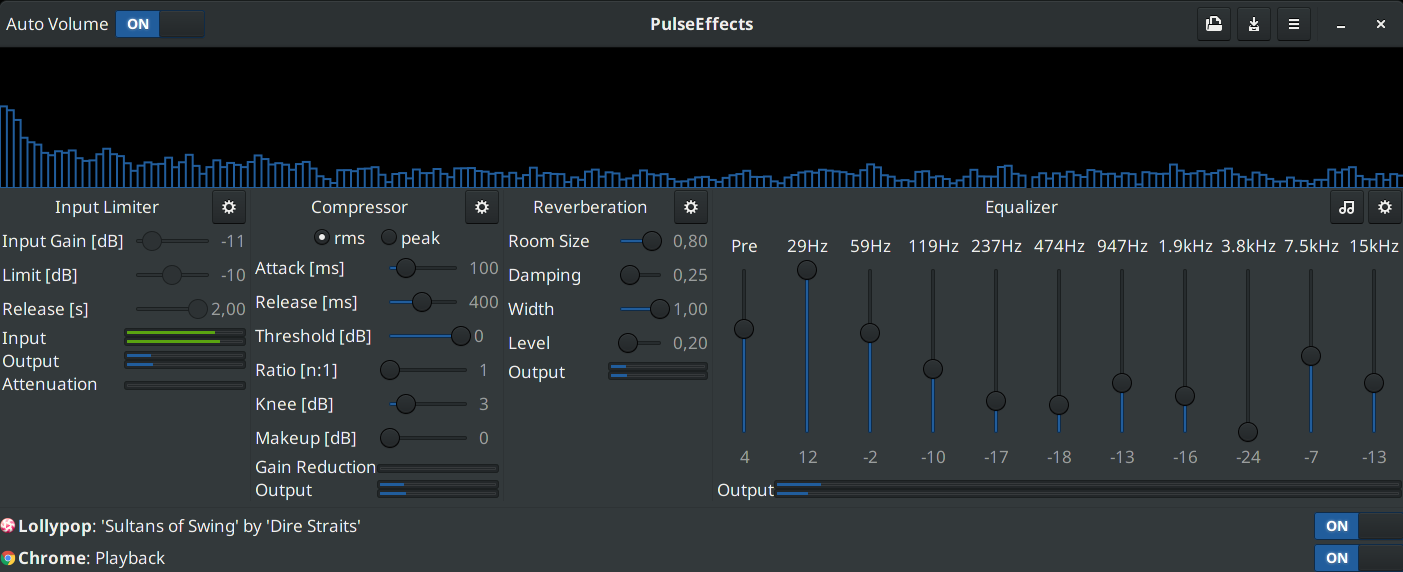 Auto Volume ON PulseEffects
Input Limiter
Input Gain [dB] -11
Limit [dB] -10
Release [s] 2,00
Input
Output
Attenuation
Compressor
rms peak
Attack [ms] 100
Release [ms] 400
Threshold [dB] 0
Ratio [n:1] 1
Knee [dB] 3
Makeup [dB] 0
Gain Reduction
Output
Reverberation
Room Size 0,80
Damping 0,25
Width 1,00
Level 0,20
Output
Equalizer
Pre 29Hz 59Hz 119Hz 237Hz 474Hz 947Hz 1.9kHz 3.8kHz 7.5kHz 15kHz
4 12 -2 -10 -17 -18 -13 -16 -24 -7 -13
Output
Lollypop: 'Sultans of Swing' by 'Dire Straits' ON
Chrome: Playback ON